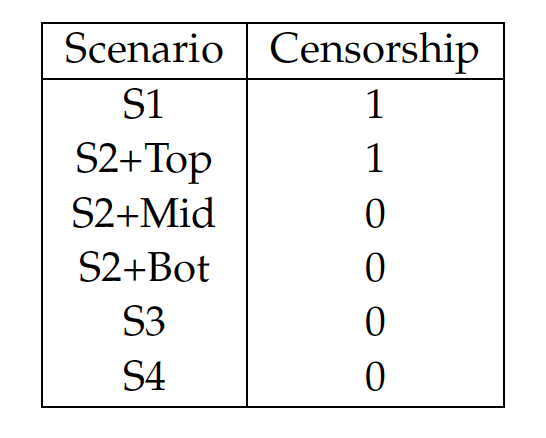 Scenario Censorship
S1 1
S2+Top 1
S2+Mid 0
S2+Bot 0
S3 0
S4 0